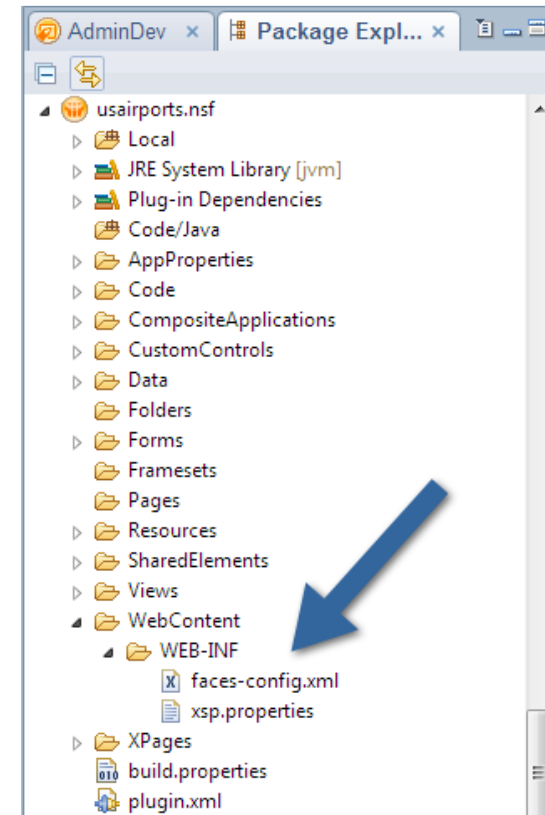 AdminDev
Package Expl...
usairports.nsf
Local
JRE System Library [jvm]
Plug-in Dependencies
Code/Java
AppProperties
Code
CompositeApplications
CustomControls
Data
Folders
Forms
Framesets
Pages
Resources
SharedElements
Views
WebContent
WEB-INF
faces-config.xml
xsp.properties
XPages
build.properties
plugin.xml